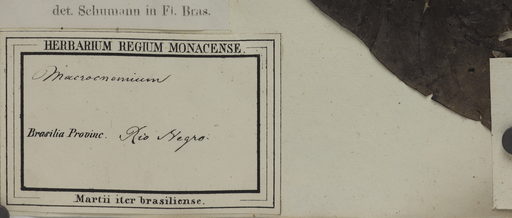 det. Schumann in Fl. Bras.
HERBARIUM REGIUM MONACENSE.
Macrocnemium
Brasilia Provinc. Rio Negro.
Martii iter brasiliense.